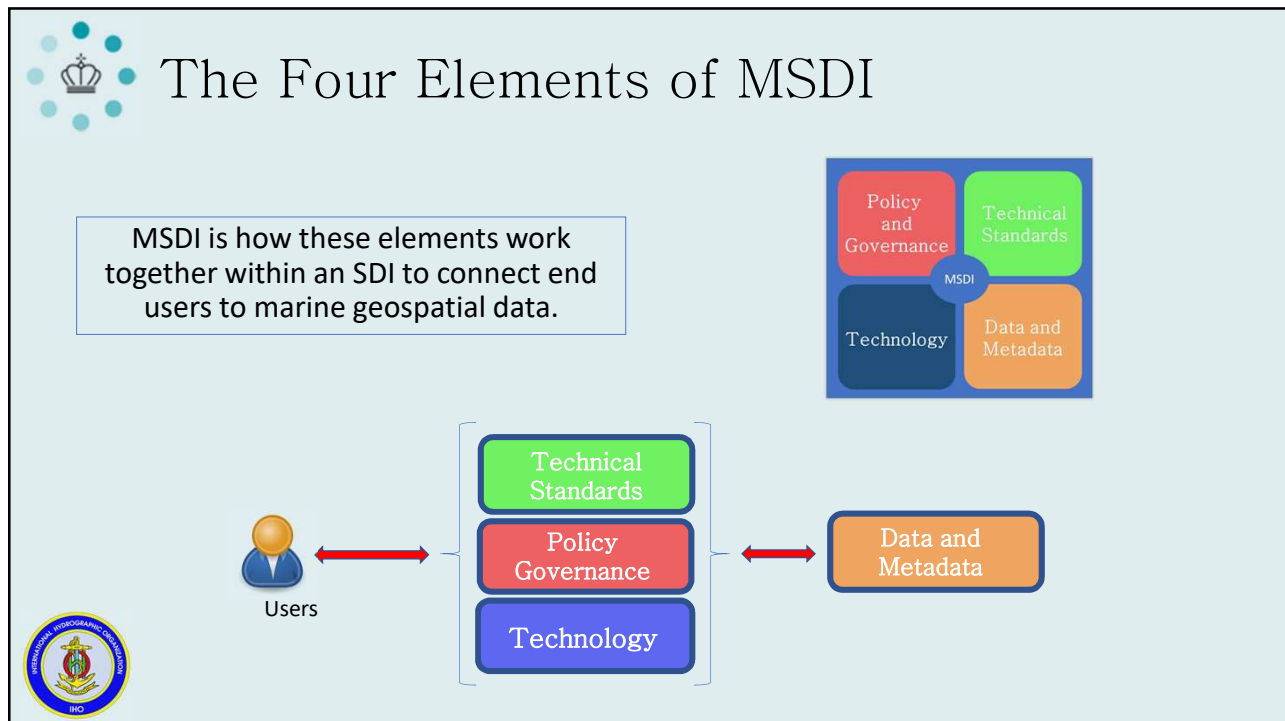 The Four Elements of MSDI
MSDI is how these elements work
together within an SDI to connect end
users to marine geospatial data.
Policy
and
Governance
Technical
Standards
MSDI
Technology
Data and
Metadata
Technical
Standards
Policy
Governance
Technology
Users
Data and
Metadata
INTERNATIONAL HYDROGRAPHIC ORGANIZATION
IHO